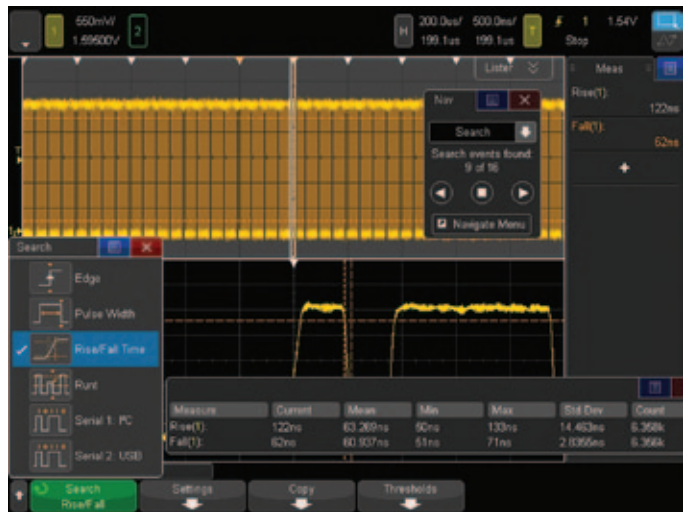 1 550mV/ 1.59500V 2
H 200.0us/ 199.1us 500.0ns/ 199.1us T 1 Stop 1.54V
Lister
Meas
Rise(1):
122ns
Fall(1):
62ns
Nav
Search
Search events found:
9 of 16
Navigate Menu
T
Search
Edge
Pulse Width
Rise/Fall Time
Runt
Serial 1: I²C
Serial 2: USB
Measure Current Mean Min Max Std Dev Count
Rise(1): 122ns 63.269ns 133ns 14.463ns 6.358k
Fall(1): 62ns 60.937ns 51ns 71ns 2.8355ns 6.356k
Search
Rise/Fall
Settings
Copy
Thresholds